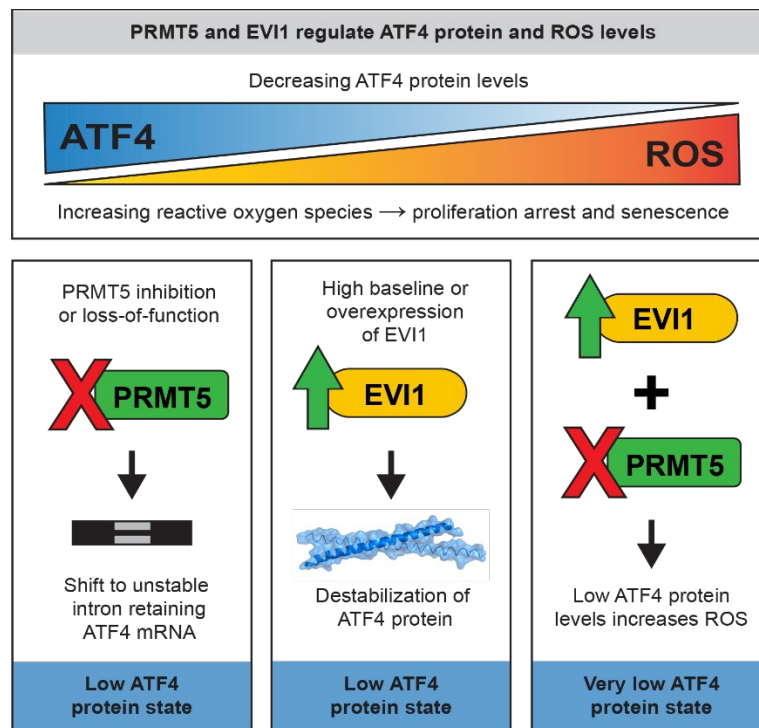 PRMT5 and EVI1 regulate ATF4 protein and ROS levels
Decreasing ATF4 protein levels
ATF4
ROS
Increasing reactive oxygen species → proliferation arrest and senescence
PRMT5 inhibition
or loss-of-function
PRMT5
Shift to unstable
intron retaining
ATF4 mRNA
Low ATF4
protein state
High baseline or
overexpression
of EVI1
EVI1
Destabilization of
ATF4 protein
Low ATF4
protein state
EVI1
+
PRMT5
Low ATF4 protein
levels increases ROS
Very low ATF4
protein state